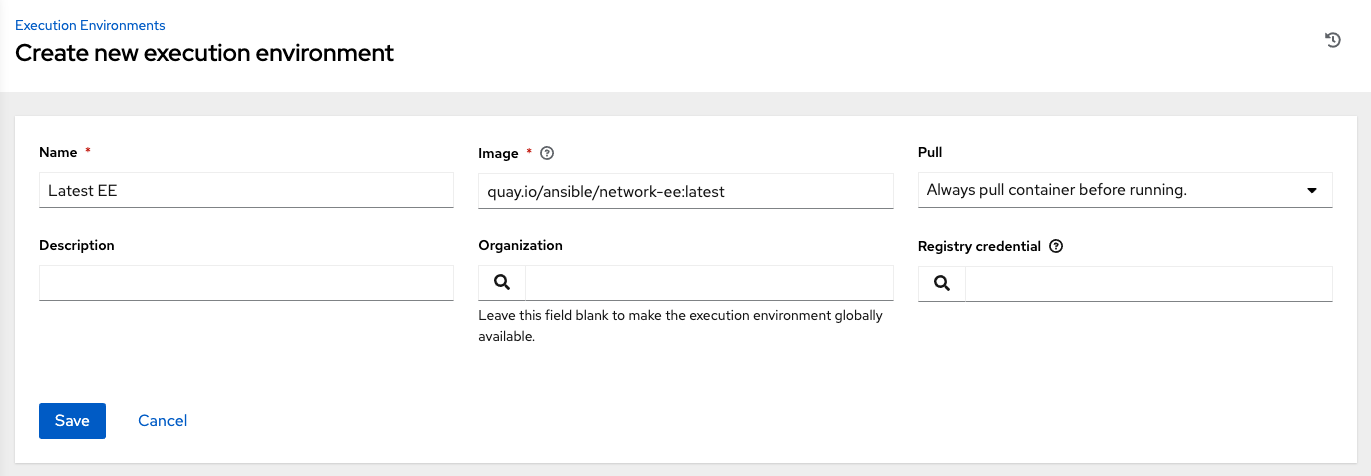 Execution Environments
Create new execution environment
Name *
Image *
Pull
Latest EE
quay.io/ansible/network-ee:latest
Always pull container before running.
Description
Organization
Registry credential
Leave this field blank to make the execution environment globally
available.
Save
Cancel